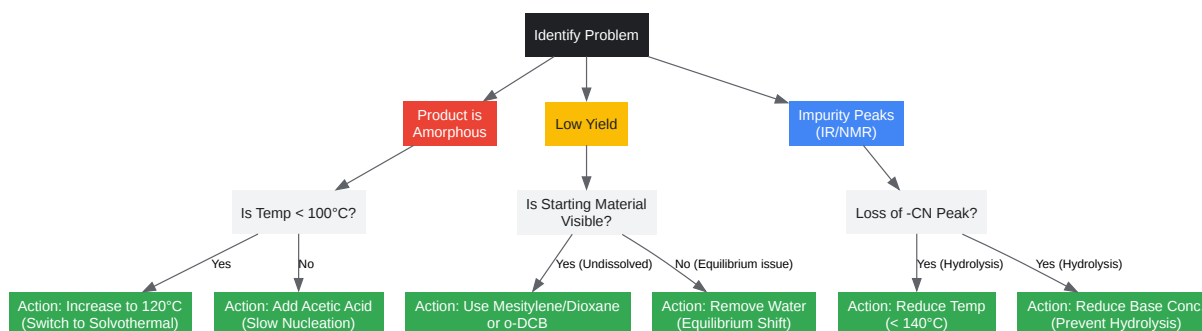 Identify Problem
Product is
Amorphous
Low Yield
Impurity Peaks
(IR/NMR)
Is Temp < 100°C?
Is Starting Material
Visible?
Loss of -CN Peak?
Yes
No
Yes (Undissolved)
No (Equilibrium issue)
Yes (Hydrolysis)
Yes (Hydrolysis)
Action: Increase to 120°C
(Switch to Solvothermal)
Action: Add Acetic Acid
(Slow Nucleation)
Action: Use Mesitylene/Dioxane
or o-DCB
Action: Remove Water
(Equilibrium Shift)
Action: Reduce Temp
(< 140°C)
Action: Reduce Base Conc
(Prevent Hydrolysis)